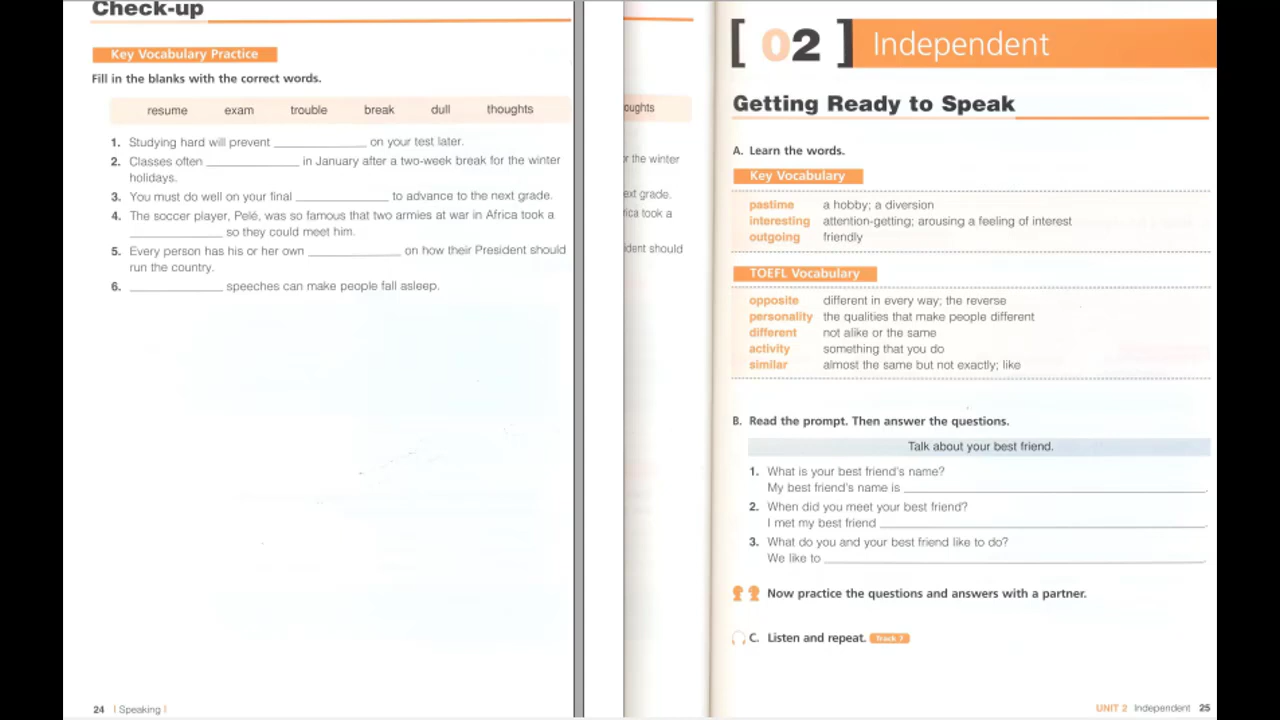 Check-up
Key Vocabulary Practice
Fill in the blanks with the correct words.
resume exam trouble break dull thoughts
1. Studying hard will prevent ____________ on your test later.
2. Classes often ____________ in January after a two-week break for the winter
holidays.
3. You must do well on your final ____________ to advance to the next grade.
4. The soccer player, Pelé, was so famous that two armies at war in Africa took a
____________ so they could meet him.
5. Every person has his or her own ____________ on how their President should
run the country.
6. ____________ speeches can make people fall asleep.
24 | Speaking |
oughts
r the winter
ext grade.
rica took a
ident should
[ 02 ] Independent
Getting Ready to Speak
A. Learn the words.
Key Vocabulary
pastime a hobby; a diversion
interesting attention-getting; arousing a feeling of interest
outgoing friendly
TOEFL Vocabulary
opposite different in every way; the reverse
personality the qualities that make people different
different not alike or the same
activity something that you do
similar almost the same but not exactly; like
B. Read the prompt. Then answer the questions.
Talk about your best friend.
1. What is your best friend's name?
My best friend's name is ____________.
2. When did you meet your best friend?
I met my best friend ____________.
3. What do you and your best friend like to do?
We like to ____________.
Now practice the questions and answers with a partner.
C. Listen and repeat. Track 7
UNIT 2 Independent 25